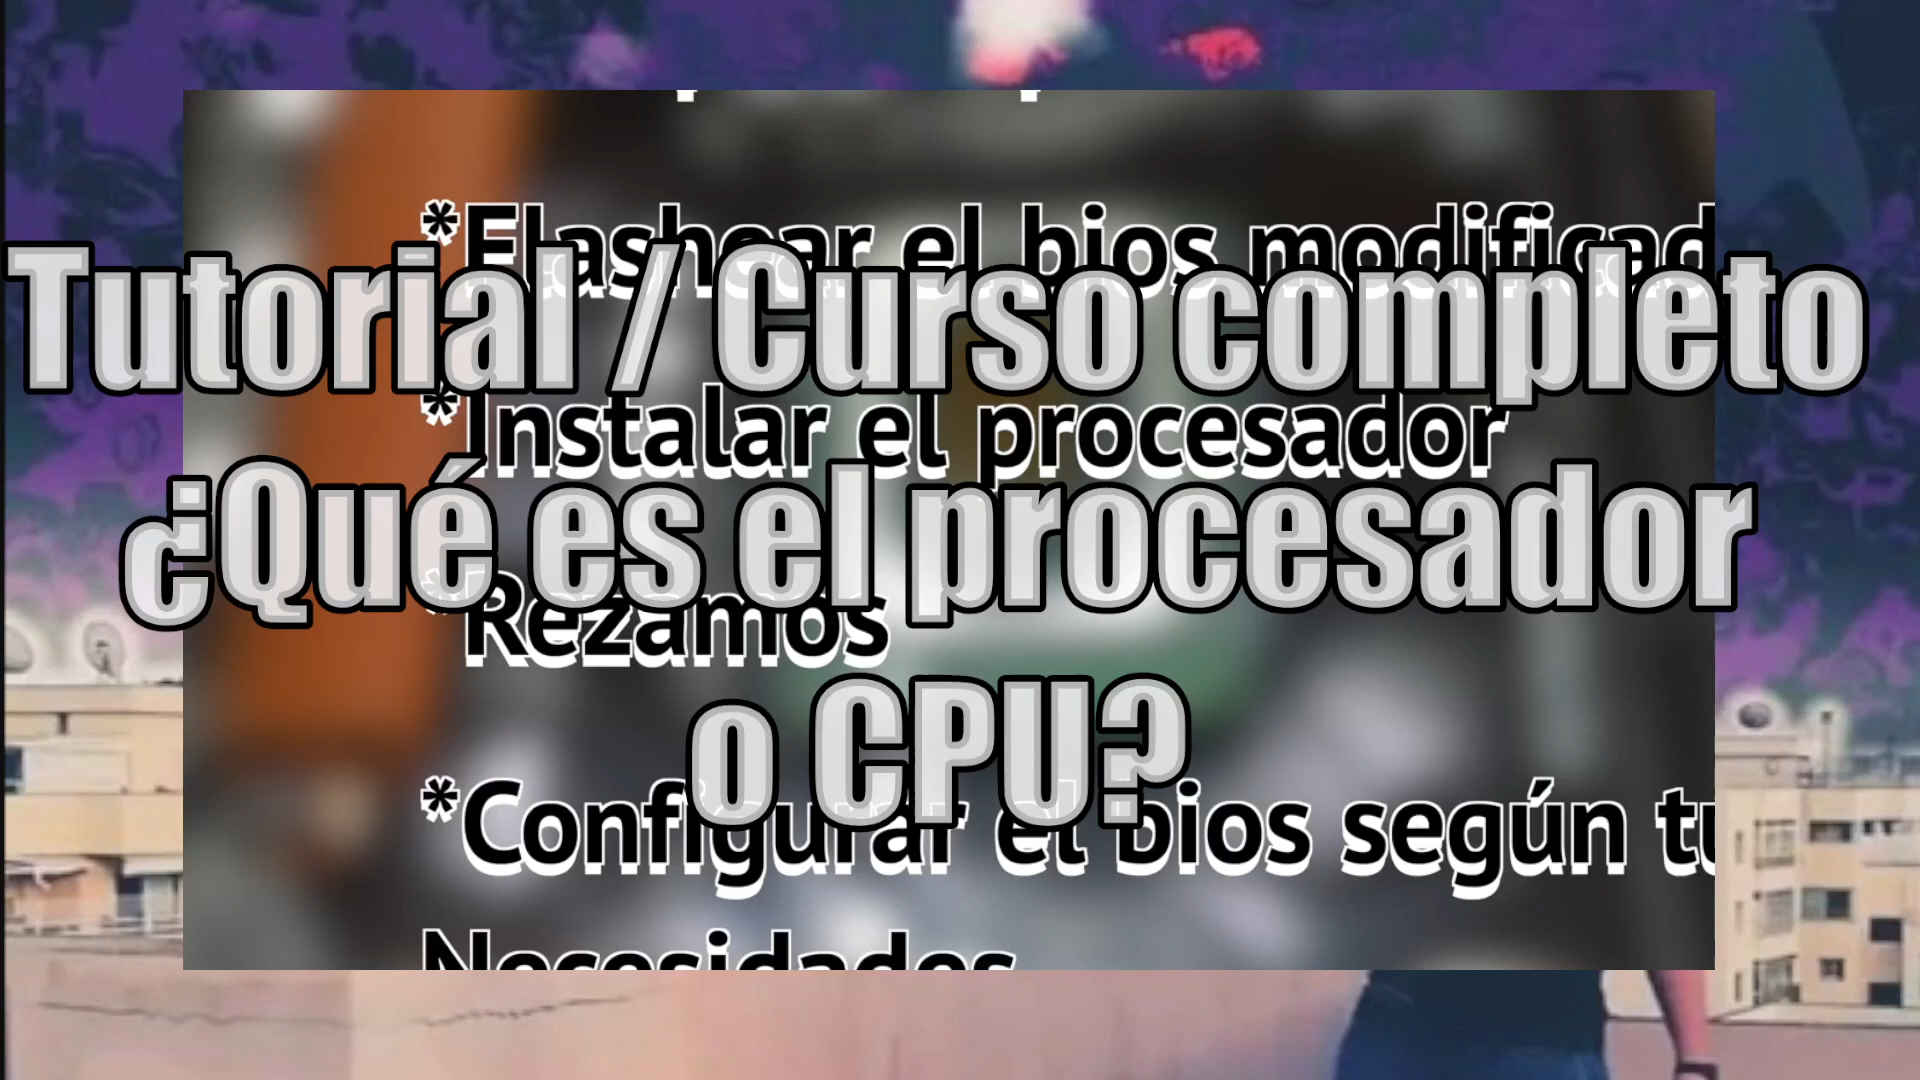 *Flashear el bios modificad
Tutorial / Curso completo
*Instalar el procesador
¿Qué es el procesador
*Rezamos
o CPU?
*Configurar el bios según tu
Necesidades